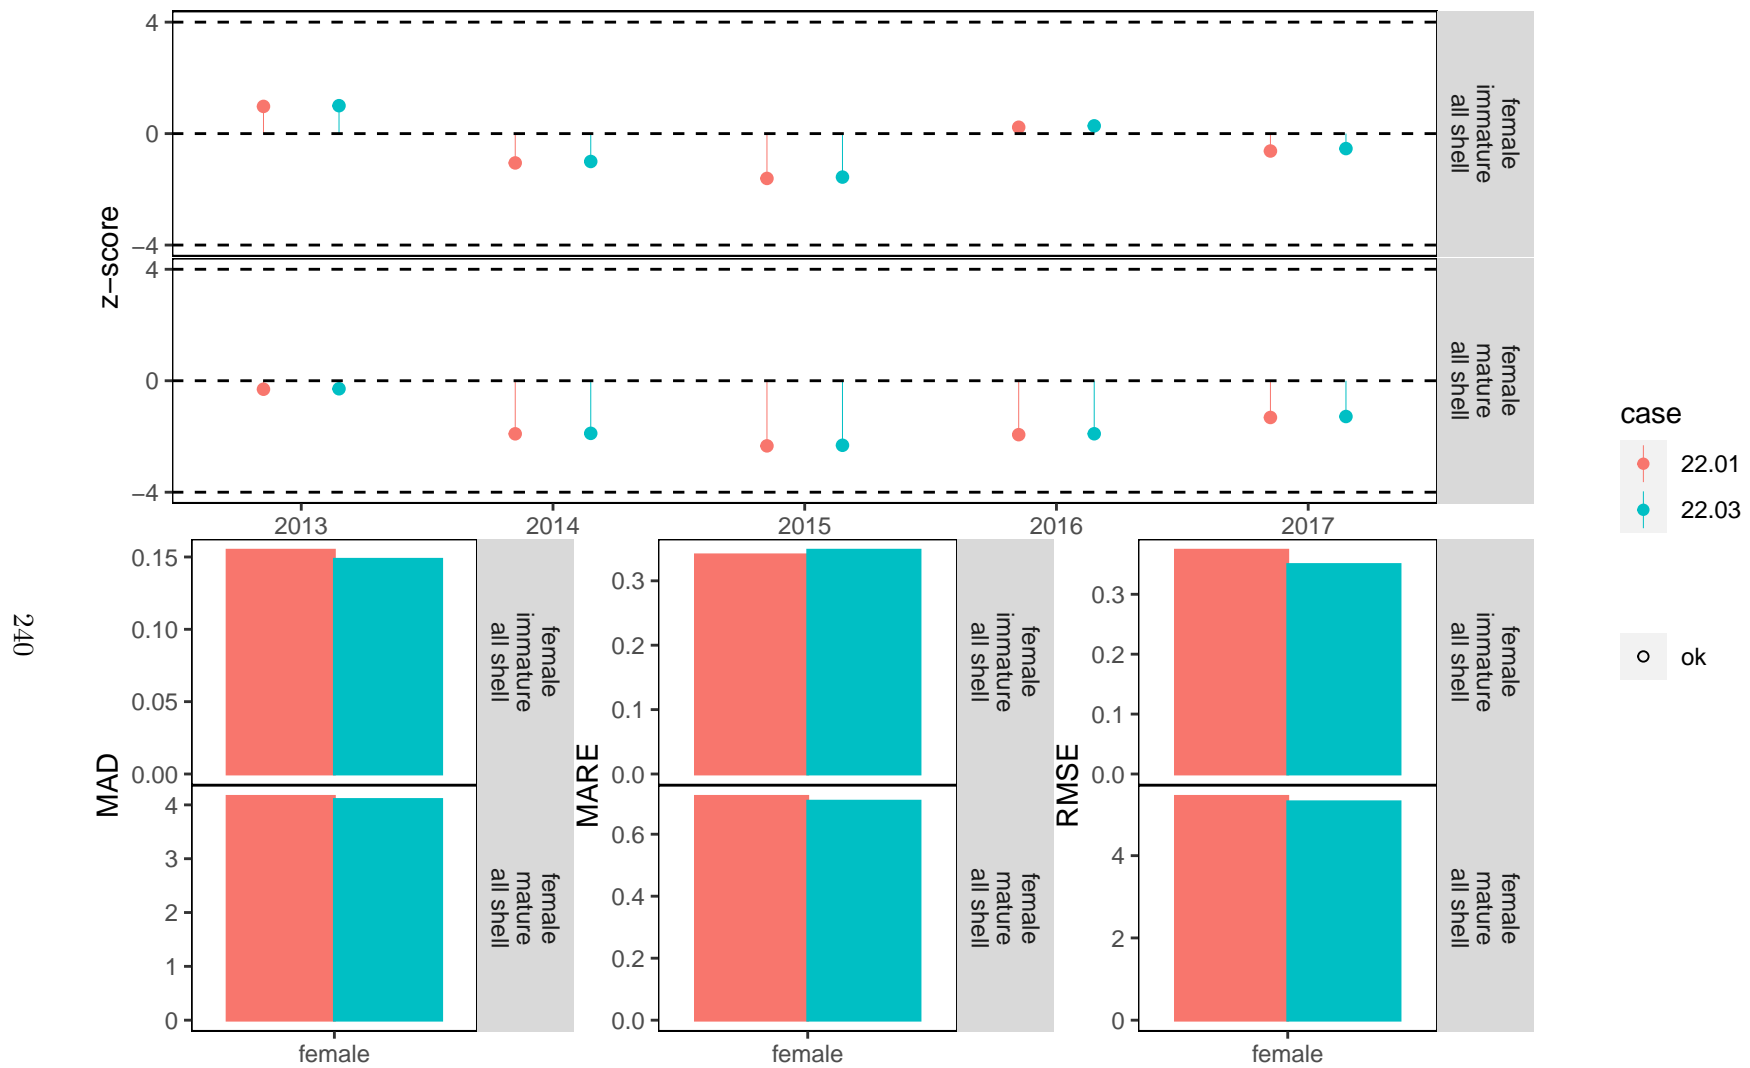 z−score
4
0
−4
female
immature
all shell
4
0
−4
female
mature
all shell
2013
2014
2015
2016
2017
case
22.01
22.03
ok
240
MAD
0.15
0.10
0.05
0.00
female
immature
all shell
4
3
2
1
0
female
mature
all shell
female
MARE
0.3
0.2
0.1
0.0
female
immature
all shell
0.6
0.4
0.2
0.0
female
mature
all shell
female
RMSE
0.3
0.2
0.1
0.0
female
immature
all shell
4
2
0
female
mature
all shell
female